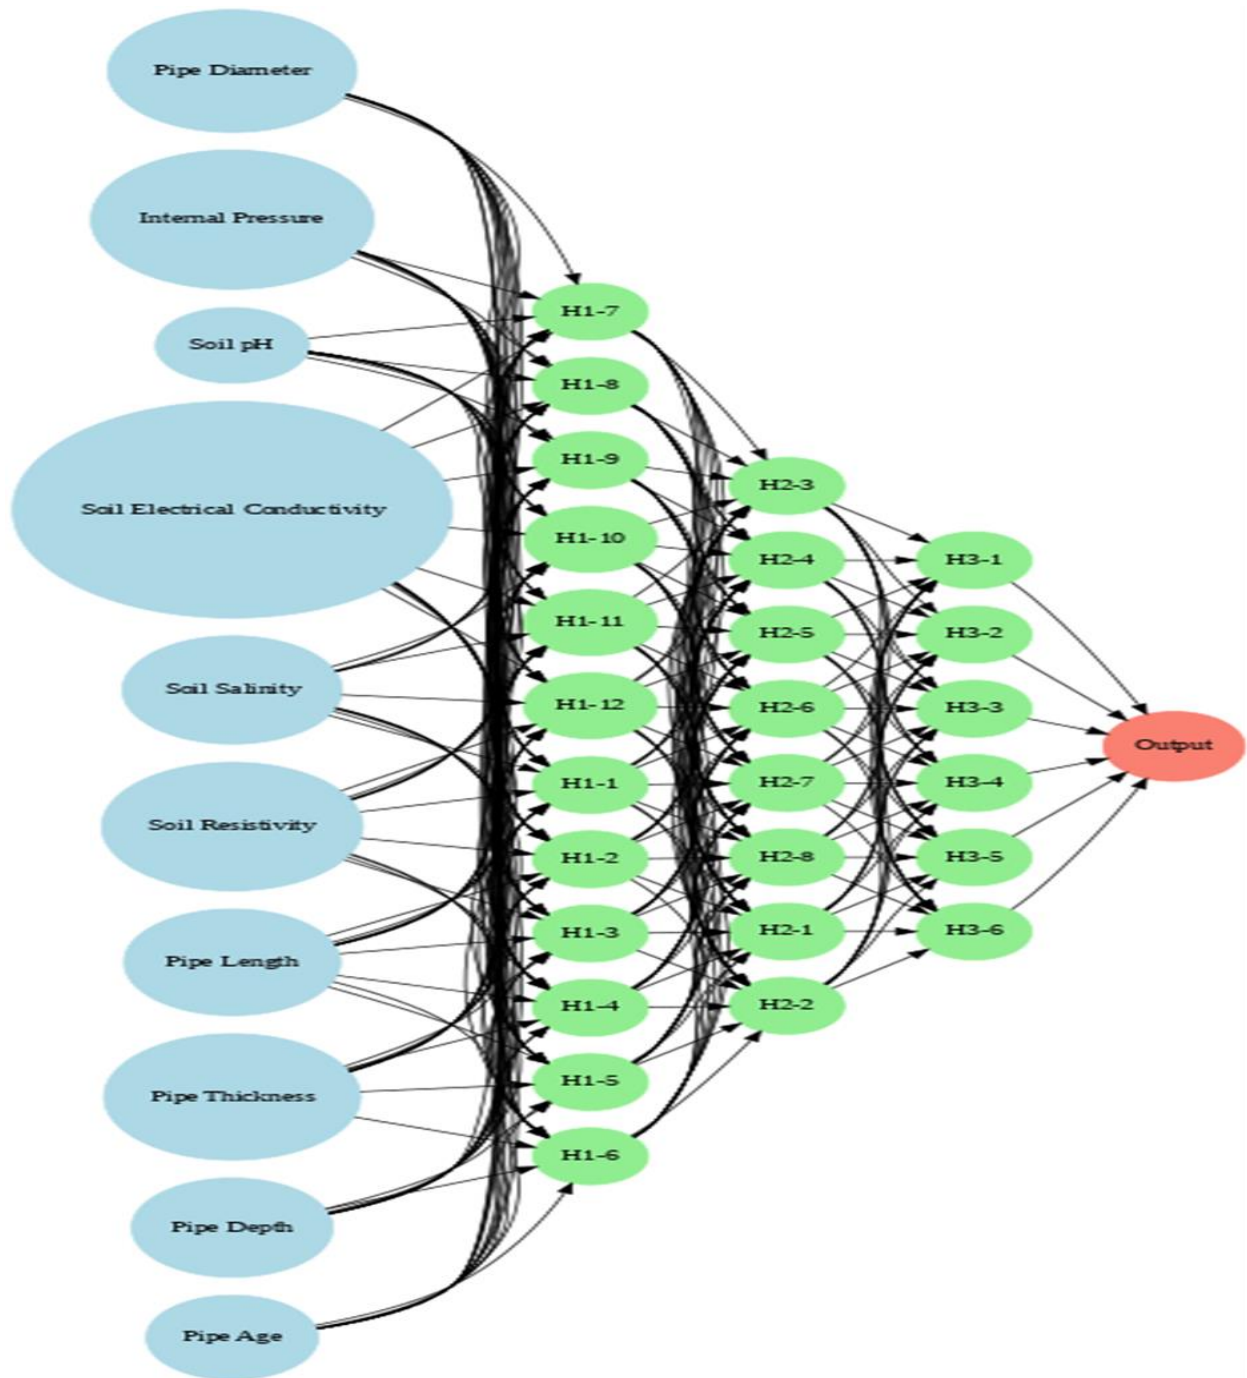 Pipe Diameter
Internal Pressure
Soil pH
Soil Electrical Conductivity
Soil Salinity
Soil Resistivity
Pipe Length
Pipe Thickness
Pipe Depth
Pipe Age
H1-7
H1-8
H1-9
H1-10
H1-11
H1-12
H1-1
H1-2
H1-3
H1-4
H1-5
H1-6
H2-3
H2-4
H2-5
H2-6
H2-7
H2-8
H2-1
H2-2
H3-1
H3-2
H3-3
H3-4
H3-5
H3-6
Output